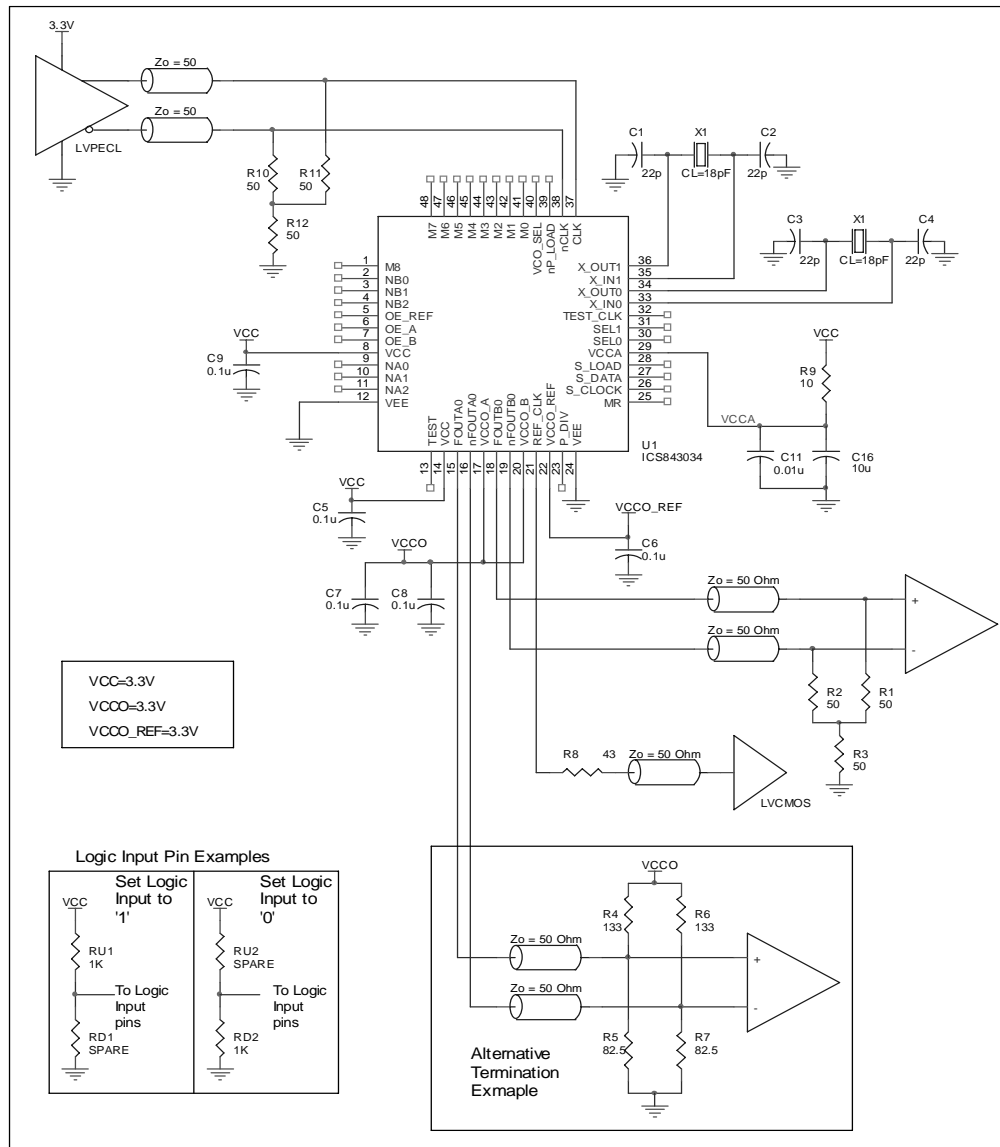 3.3V
Zo = 50
Zo = 50
LVPECL
R10
50
R11
50
R12
50
C1
22p
X1
CL=18pF
C2
22p
C3
22p
X1
CL=18pF
C4
22p
48
47
46
45
44
43
42
41
40
39
38
37
M7
M6
M5
M4
M3
M2
M1
M0
VCO_SEL
nP_LOAD
nCLK
CLK
1
2
3
4
5
6
7
8
9
10
11
12
M8
NB0
NB1
NB2
OE_REF
OE_A
OE_B
VCC
NA0
NA1
NA2
VEE
X_OUT1
X_IN1
X_OUT0
X_IN0
TEST_CLK
SEL1
SEL0
VCCA
S_LOAD
S_DATA
S_CLOCK
MR
36
35
34
33
32
31
30
29
28
27
26
25
TEST
VCC
FOUTA0
nFOUTA0
VCCO_A
FOUTB0
nFOUTB0
VCCO_B
REF_CLK
VCCO_REF
P_DIV
VEE
13
14
15
16
17
18
19
20
21
22
23
24
U1
ICS843034
VCC
C9
0.1u
VCC
R9
10
VCCA
C11
0.01u
C16
10u
VCC
C5
0.1u
VCCO
C7
0.1u
C8
0.1u
VCCO_REF
C6
0.1u
Zo = 50 Ohm
Zo = 50 Ohm
+
-
R2
50
R1
50
R3
50
VCC=3.3V
VCCO=3.3V
VCCO_REF=3.3V
R8 43
Zo = 50 Ohm
LVCMOS
Logic Input Pin Examples
Set Logic
Input to
'1'
VCC
RU1
1K
To Logic
Input
pins
RD1
SPARE
Set Logic
Input to
'0'
VCC
RU2
SPARE
To Logic
Input
pins
RD2
1K
VCCO
R4
133
R6
133
Zo = 50 Ohm
Zo = 50 Ohm
+
-
R5
82.5
R7
82.5
Alternative
Termination
Exmaple